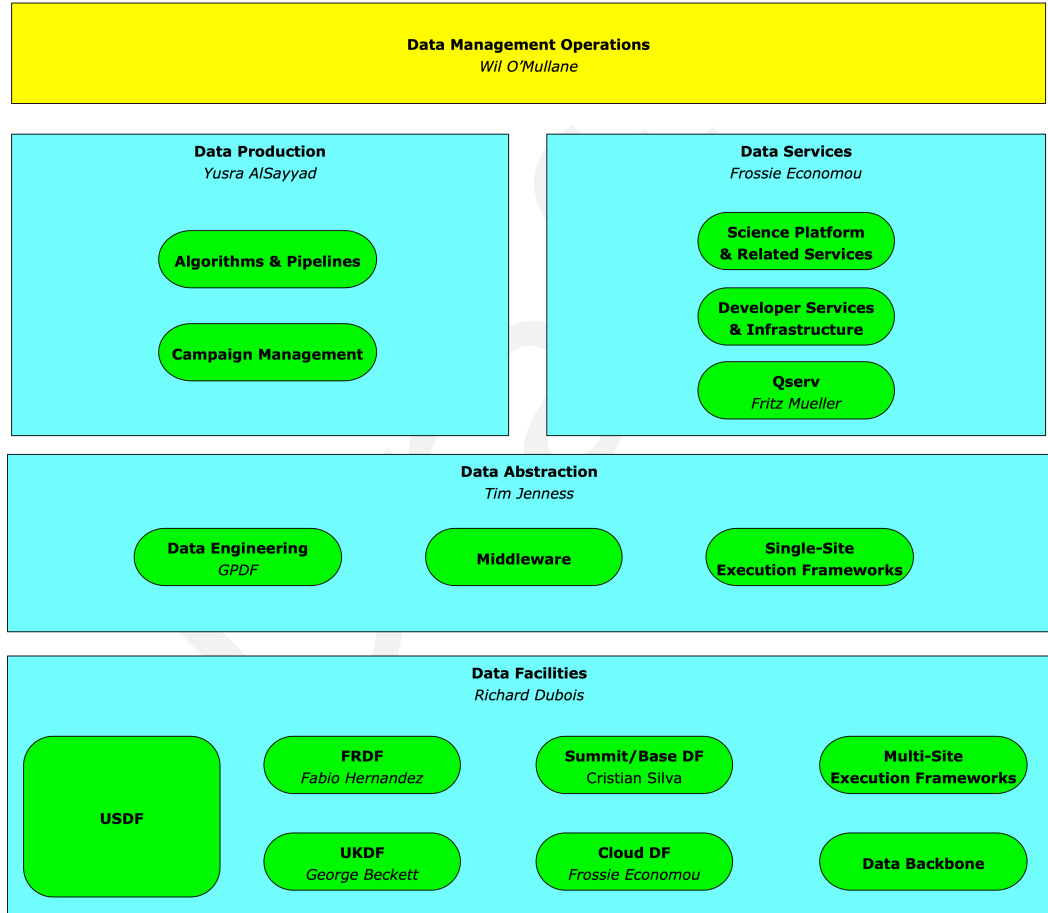 Data Management Operations
Wil O'Mullane
Data Production
Yusra AlSayyad
Algorithms & Pipelines
Campaign Management
Data Services
Frossie Economou
Science Platform
& Related Services
Developer Services
& Infrastructure
Qserv
Fritz Mueller
Data Abstraction
Tim Jenness
Data Engineering
GPDF
Middleware
Single-Site
Execution Frameworks
Data Facilities
Richard Dubois
USDF
FRDF
Fabio Hernandez
Summit/Base DF
Cristian Silva
Multi-Site
Execution Frameworks
UKDF
George Beckett
Cloud DF
Frossie Economou
Data Backbone